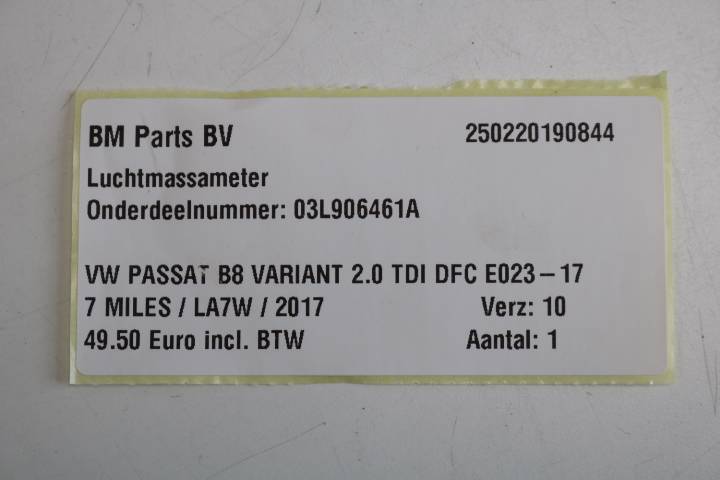 BM Parts BV 250220190844
Luchtmassameter
Onderdeelnummer: 03L906461A
VW PASSAT B8 VARIANT 2.0 TDI DFC E023-17
7 MILES / LA7W / 2017 Verz: 10
49.50 Euro incl. BTW Aantal: 1